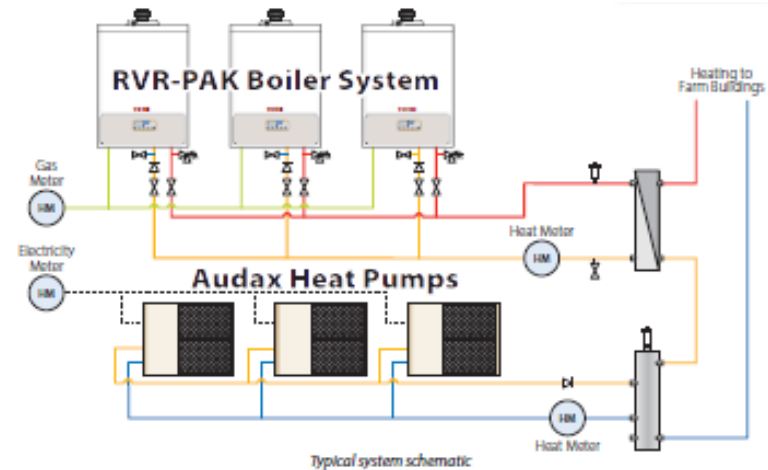 RVR-PAK Boiler System
Heating to
Farm Buildings
Gas
Meter
HM
Heat Meter
HM
Electricity
Meter
HM
Audax Heat Pumps
HM
Heat Meter
Typical system schematic